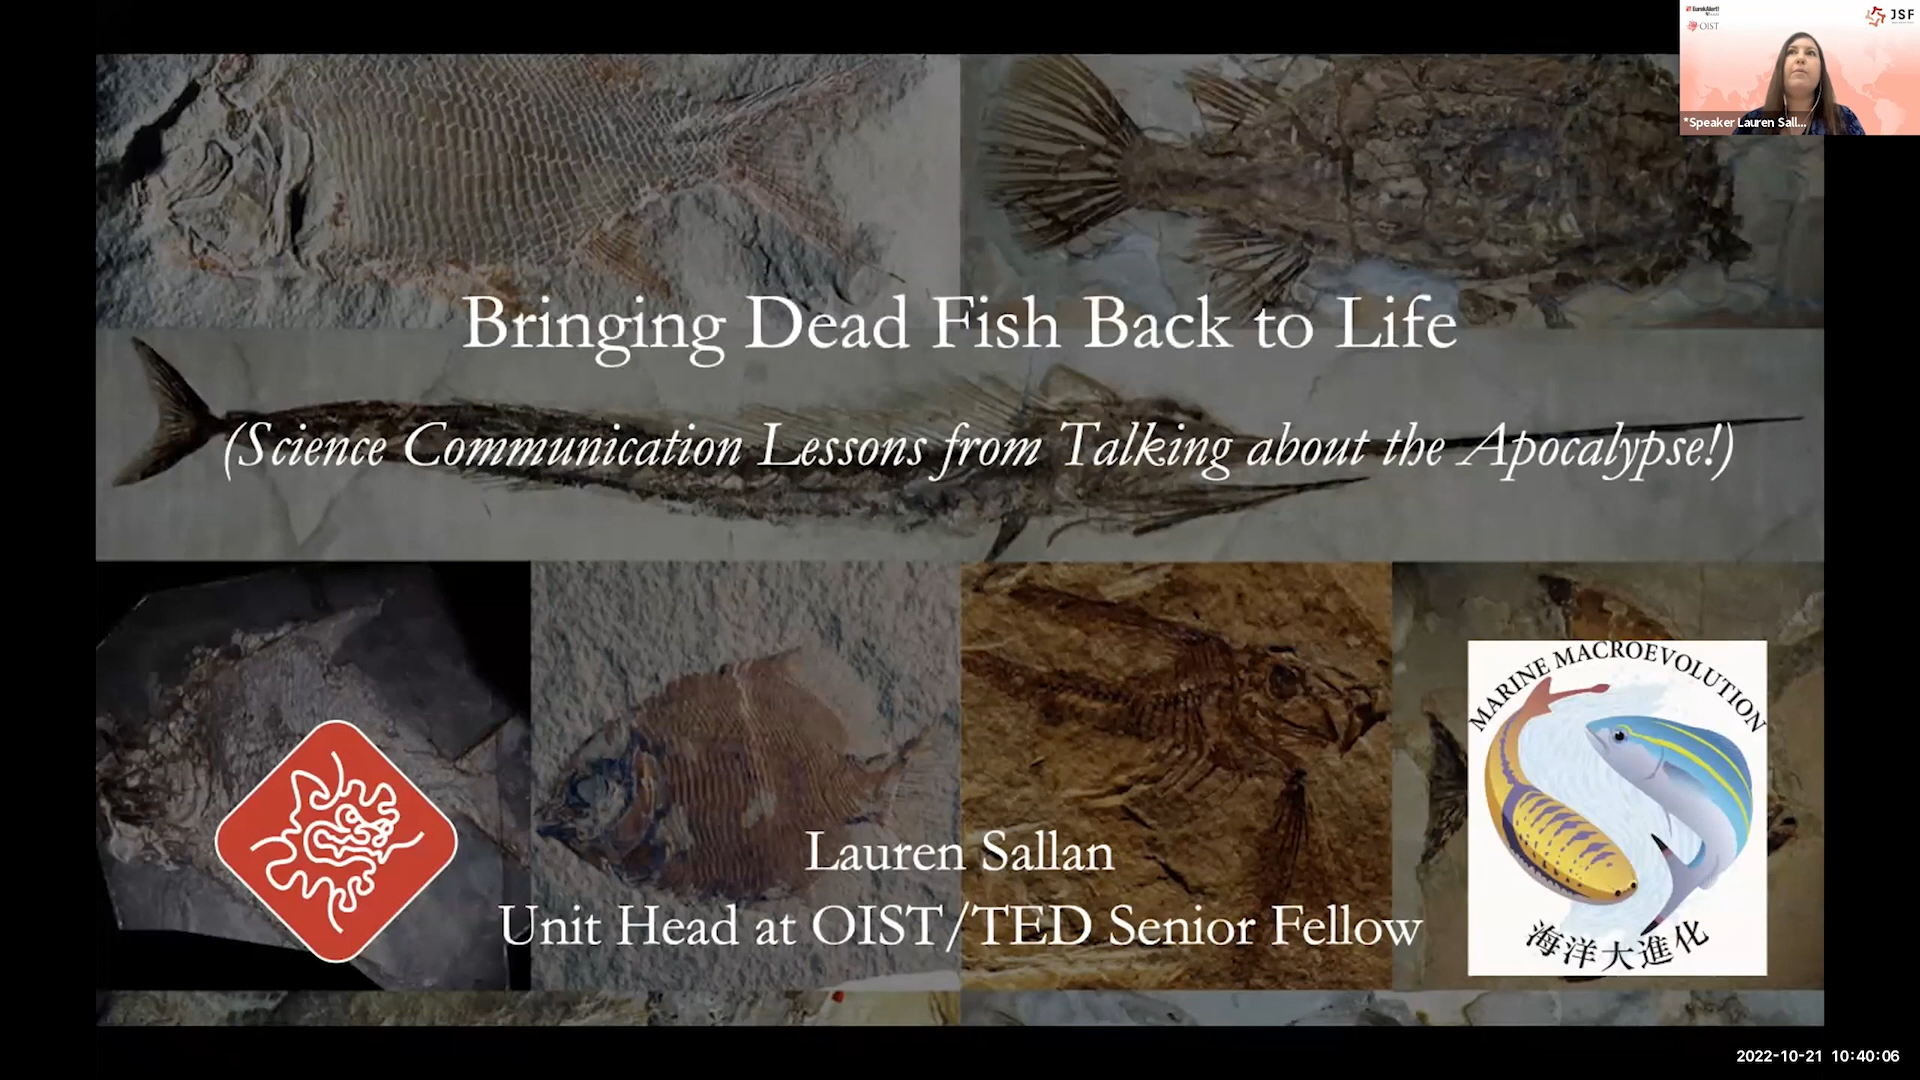 EurekAlert!
OIST
JSF
*Speaker Lauren Sall...
Bringing Dead Fish Back to Life
(Science Communication Lessons from Talking about the Apocalypse!)
Lauren Sallan
Unit Head at OIST/TED Senior Fellow
MARINE MACROEVOLUTION
海洋大進化
2022-10-21 10:40:06